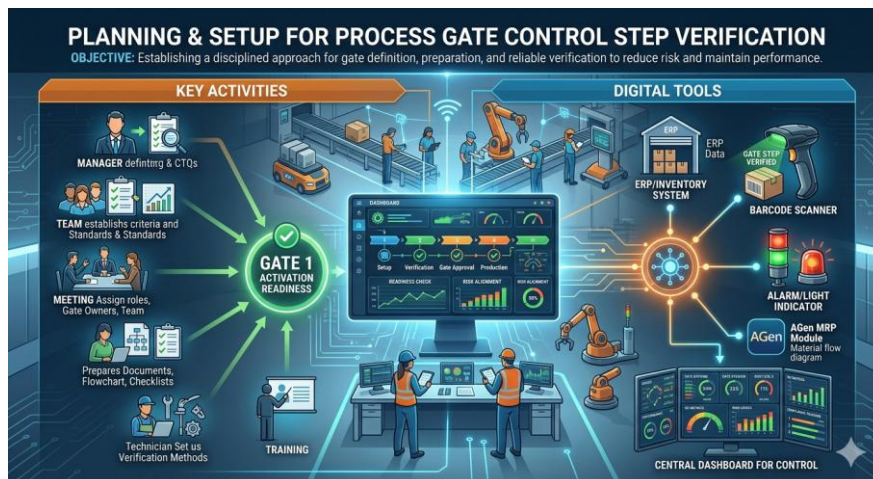 PLANNING & SETUP FOR PROCESS GATE CONTROL STEP VERIFICATION
OBJECTIVE: Establishing a disciplined approach for gate definition, preparation, and reliable verification to reduce risk and maintain performance.
KEY ACTIVITIES
DIGITAL TOOLS
MANAGER definting & CTQs
TEAM establishs criteria and
Standards & Standards
MEETING Assign roles,
Gate Owners, Team
Prepares Documents,
Flowchart, Checklists
Technician Set us
Verification Methods
TRAINING
GATE 1
ACTIVATION
READINESS
DASHBOARD
Setup
Verification
Gate Approval
Production
READINESS CHECK
RISK ALIGNMENT
RISK ALIGNMENT
50%
ERP
ERP
Data
ERP/INVENTORY
SYSTEM
GATE STEP
VERIFIED
BARCODE SCANNER
ALARM/LIGHT
INDICATOR
AGen
AGen MRP
Module
Material flow
diagram
CENTRAL DASHBOARD FOR CONTROL